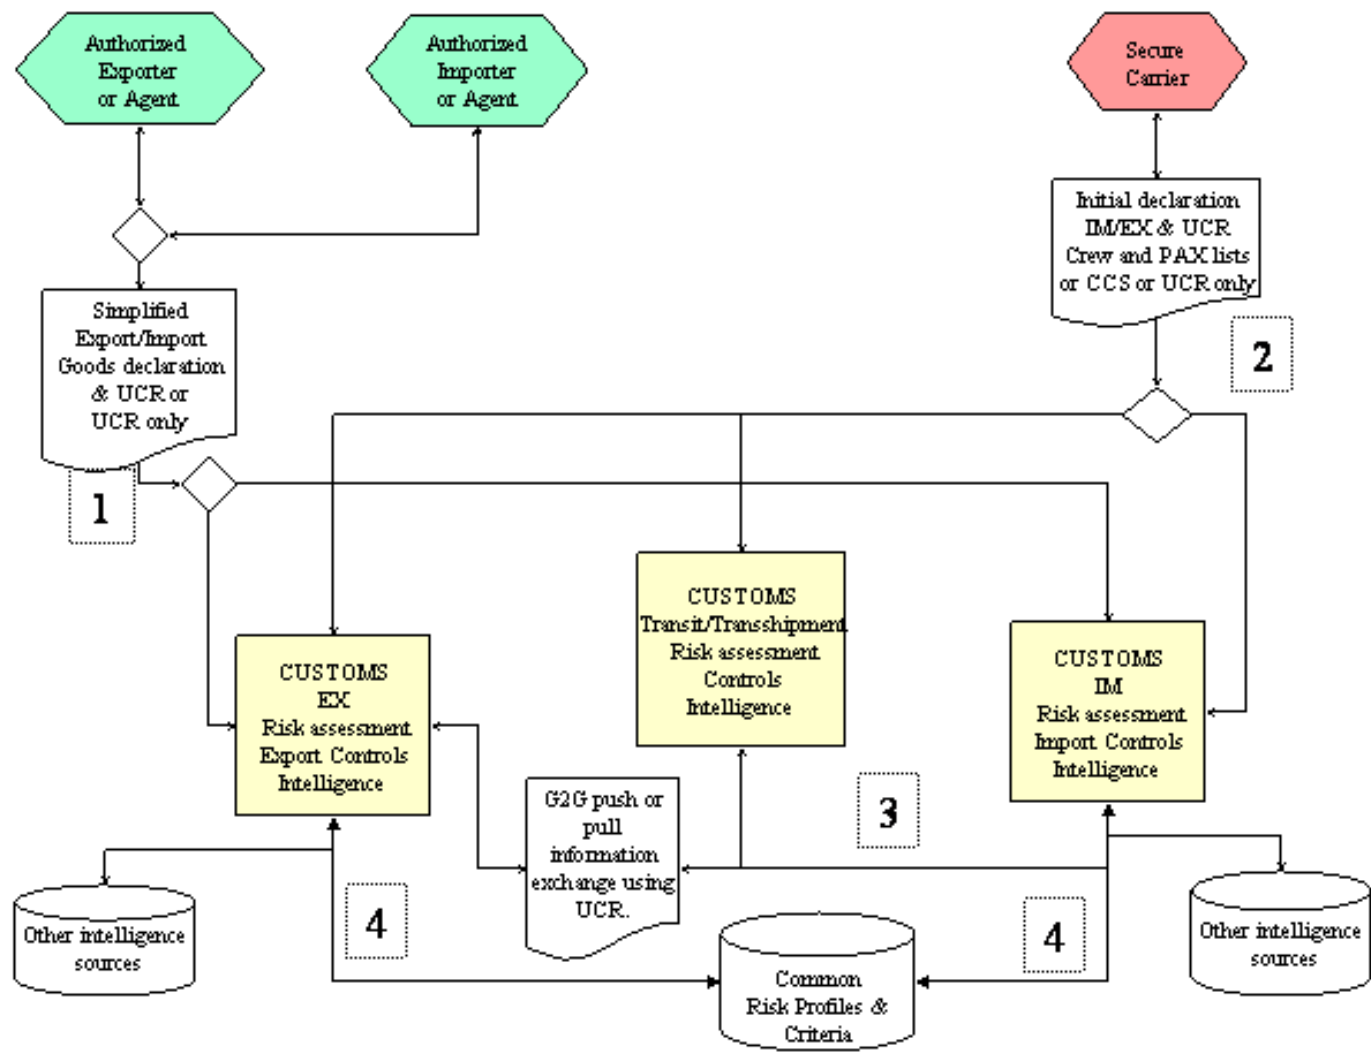 Authorized
Exporter
or Agent
Authorized
Importer
or Agent
Secure
Carrier
Initial declaration
IM/EX & UCR
Crew and PAX lists
or CCS or UCR only
2
Simplified
Export/Import
Goods declaration
& UCR or
UCR only
1
CUSTOMS
EX
Risk assessment
Export Controls
Intelligence
CUSTOMS
Transit/Transshipment
Risk assessment
Controls
Intelligence
CUSTOMS
IM
Risk assessment
Import Controls
Intelligence
G2G push or
pull
information
exchange using
UCR.
3
Other intelligence
sources
4
Common
Risk Profiles &
Criteria
4
Other intelligence
sources